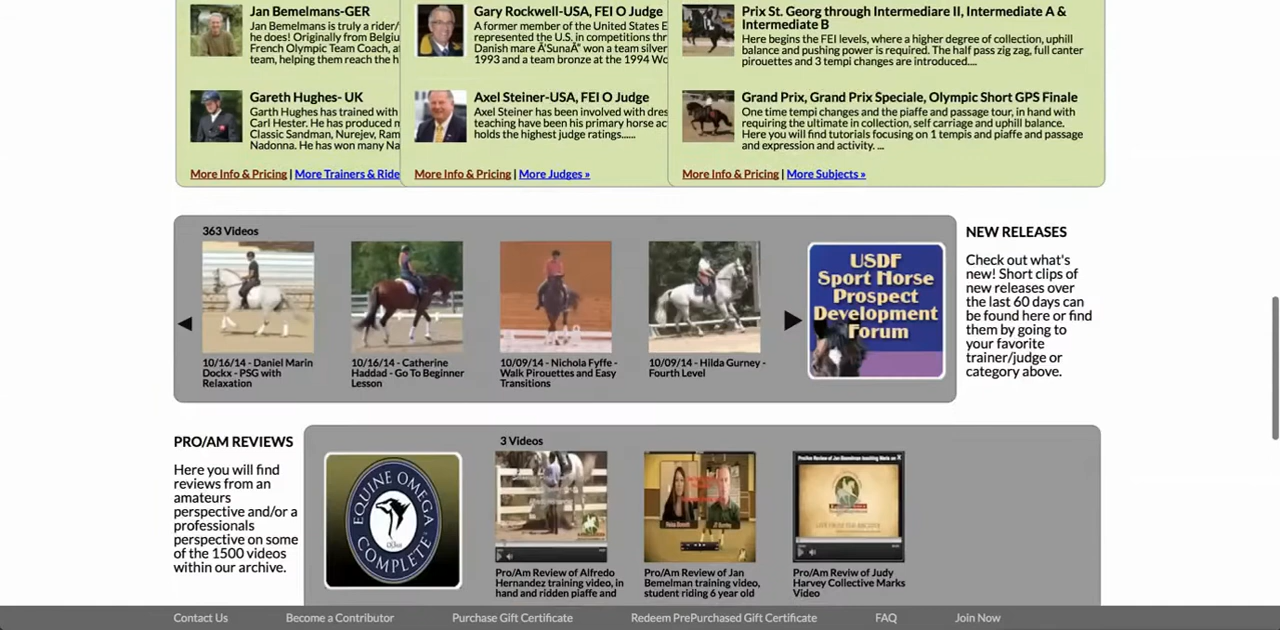 Jan Bemelmans-GER
Jan Bemelmans is truly a rider/
he does! Originally from Belgiu
French Olympic Team Coach, a
team, helping them reach the h
Gareth Hughes- UK
Garth Hughes has trained with
Carl Hester. He has produced n
Classic Sandman, Nurejev, Ram
Nadonna. He has won many Na
More Info & Pricing | More Trainers & Ride
Gary Rockwell-USA, FEI O Judge
A former member of the United States E
represented the U.S. in competitions thr
Danish mare Â'SunaÂ" won a team silver
1993 and a team bronze at the 1994 Wo
Axel Steiner-USA, FEI O Judge
Axel Steiner has been involved with dres
teaching have been his primary horse ac
holds the highest judge ratings......
More Info & Pricing | More Judges »
Prix St. Georg through Intermediare II, Intermediate A &
Intermediate B
Here begins the FEI levels, where a higher degree of collection, uphill
balance and pushing power is required. The half pass zig zag, full canter
pirouettes and 3 tempi changes are introduced....
Grand Prix, Grand Prix Speciale, Olympic Short GPS Finale
One time tempi changes and the piaffe and passage tour, in hand with
requiring the ultimate in collection, self carriage and uphill balance.
Here you will find tutorials focusing on 1 tempis and piaffe and passage
and expression and activity. ...
More Info & Pricing | More Subjects »
363 Videos
10/16/14 - Daniel Marin
Dockx - PSG with
Relaxation
10/16/14 - Catherine
Haddad - Go To Beginner
Lesson
10/09/14 - Nichola Fyffe -
Walk Pirouettes and Easy
Transitions
10/09/14 - Hilda Gurney -
Fourth Level
USDF
Sport Horse
Prospect
Development
Forum
NEW RELEASES
Check out what's
new! Short clips of
new releases over
the last 60 days can
be found here or find
them by going to
your favorite
trainer/judge or
category above.
PRO/AM REVIEWS
Here you will find
reviews from an
amateurs
perspective and/or a
professionals
perspective on some
of the 1500 videos
within our archive.
EQUINE OMEGA
COMPLETE
3 Videos
Pro/Am Review of Alfredo
Hernandez training video, in
hand and ridden piaffe and
Pro/Am Review of Jan
Bemelman training video,
student riding 6 year old
Pro/Am Reviw of Judy
Harvey Collective Marks
Video
Contact Us
Become a Contributor
Purchase Gift Certificate
Redeem PrePurchased Gift Certificate
FAQ
Join Now